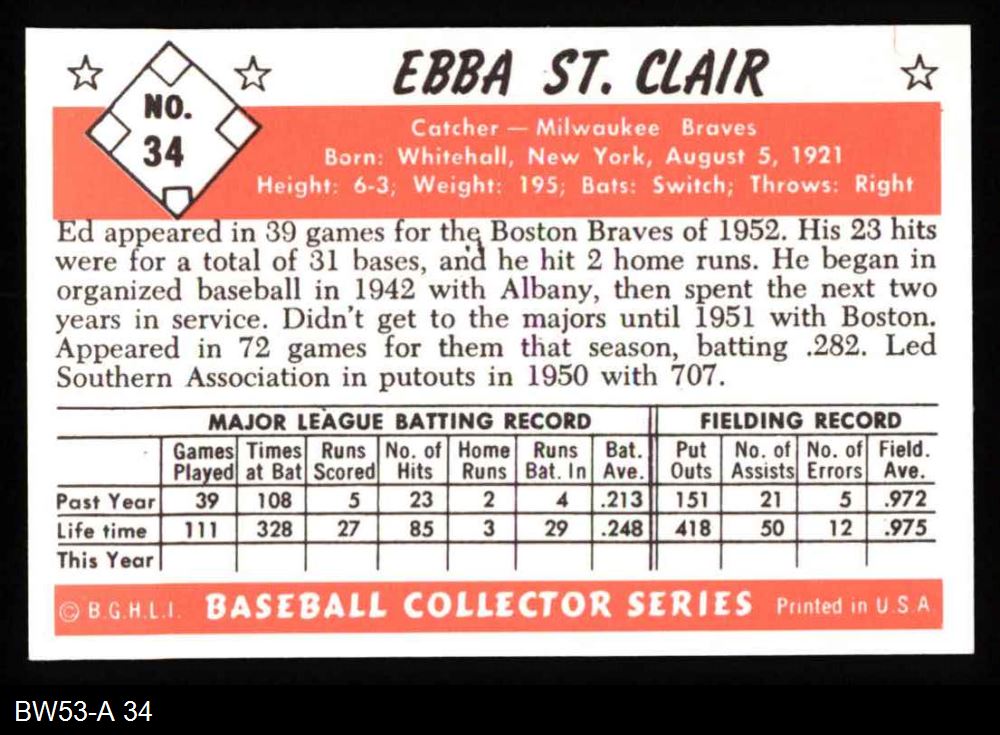 NO.
34
EBBA ST. CLAIR
Catcher — Milwaukee Braves
Born: Whitehall, New York, August 5, 1921
Height: 6-3; Weight: 195; Bats: Switch; Throws: Right
Ed appeared in 39 games for the Boston Braves of 1952. His 23 hits
were for a total of 31 bases, and he hit 2 home runs. He began in
organized baseball in 1942 with Albany, then spent the next two
years in service. Didn't get to the majors until 1951 with Boston.
Appeared in 72 games for them that season, batting .282. Led
Southern Association in putouts in 1950 with 707.
MAJOR LEAGUE BATTING RECORD FIELDING RECORD
Games Times Runs No. of Home Runs Bat. Put No. of No. of Field.
Played at Bat Scored Hits Runs Bat. In Ave. Outs Assists Errors Ave.
Past Year 39 108 5 23 2 4 .213 151 21 5 .972
Life time 111 328 27 85 3 29 .248 418 50 12 .975
This Year
© B.G.H.L.I. BASEBALL COLLECTOR SERIES Printed in U.S.A
BW53-A 34